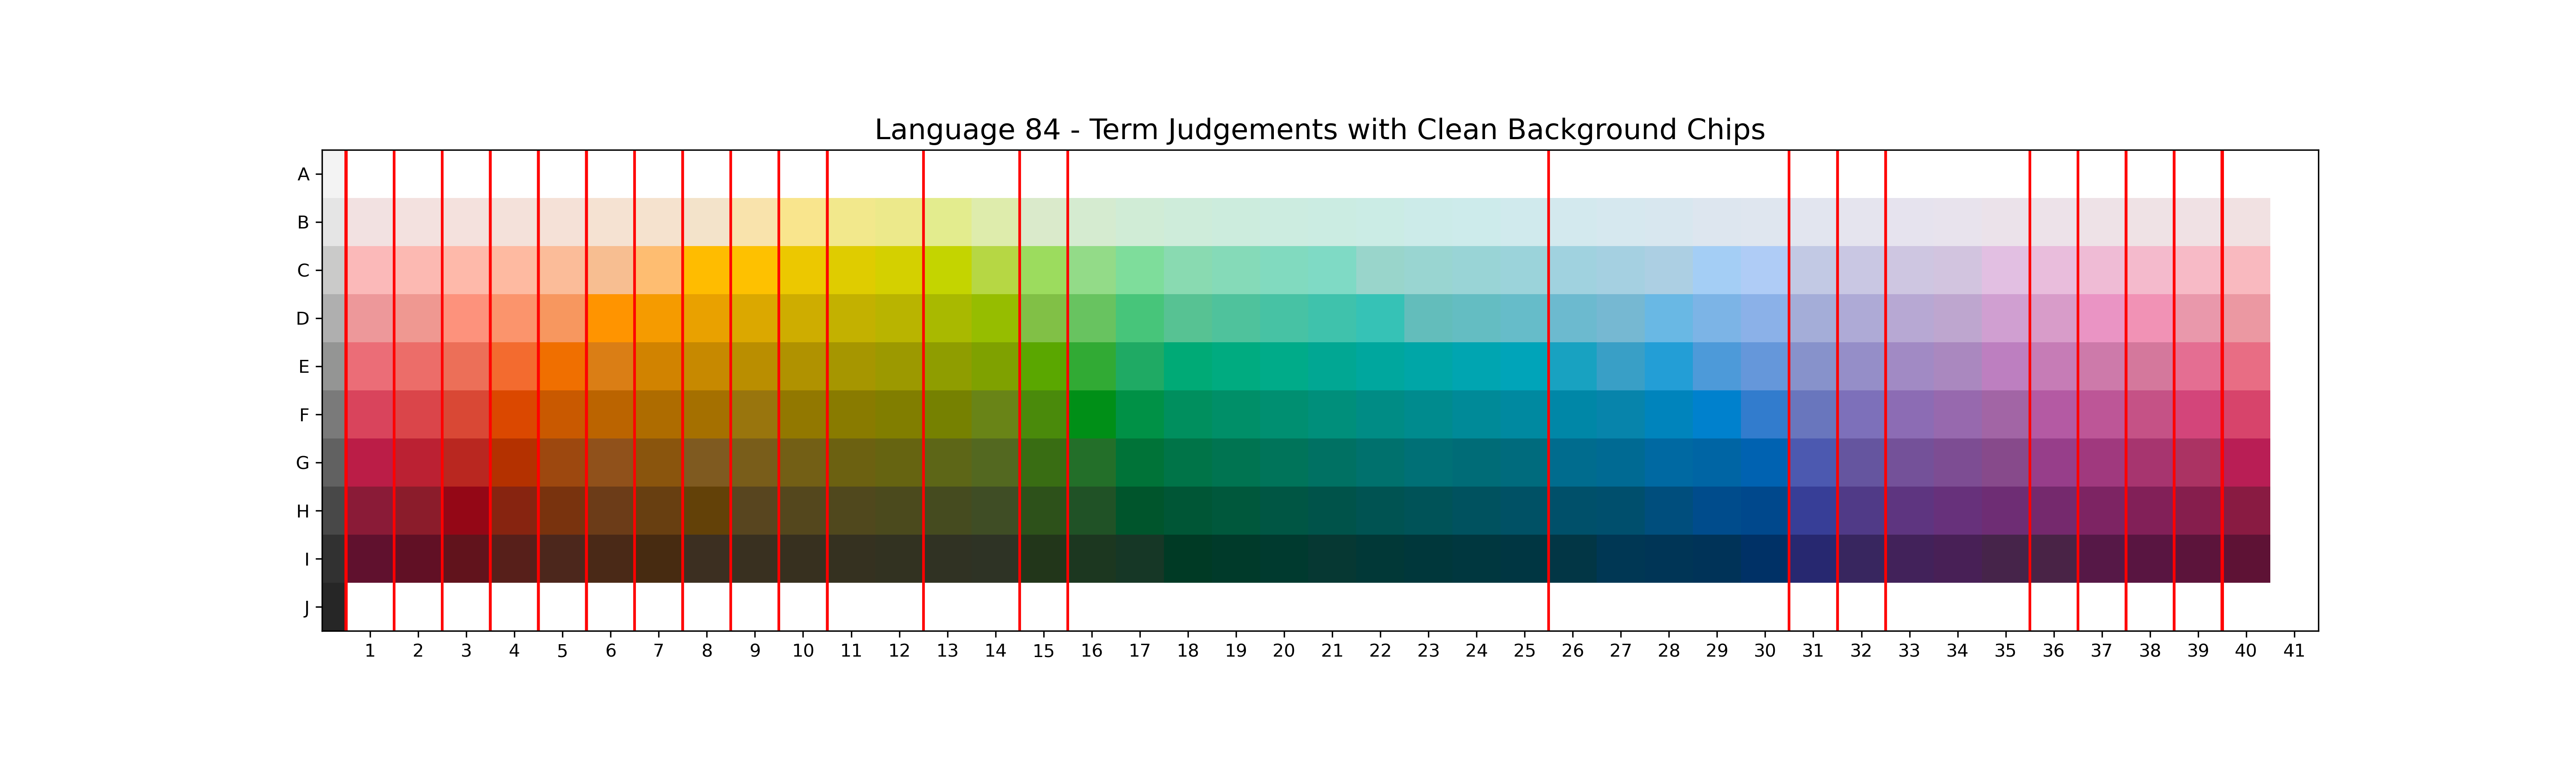 Language 84 - Term Judgements with Clean Background Chips
A
B
C
D
E
F
G
H
I
J
1 2 3 4 5 6 7 8 9 10 11 12 13 14 15 16 17 18 19 20 21 22 23 24 25 26 27 28 29 30 31 32 33 34 35 36 37 38 39 40 41